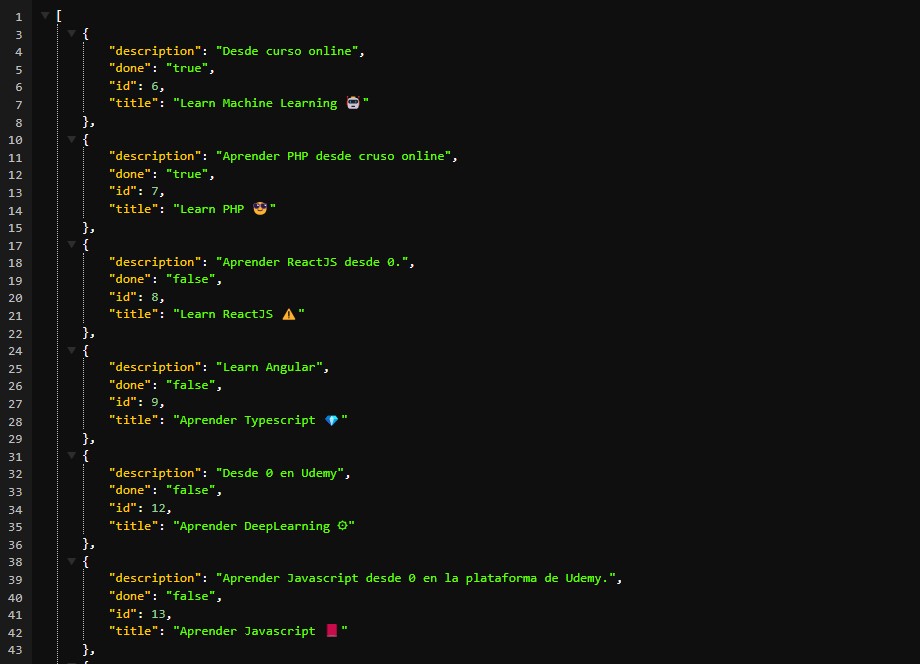 1 [
3 {
4 "description": "Desde curso online",
5 "done": "true",
6 "id": 6,
7 "title": "Learn Machine Learning 🤖"
8 },
10 {
11 "description": "Aprender PHP desde cruso online",
12 "done": "true",
13 "id": 7,
14 "title": "Learn PHP 😎"
15 },
17 {
18 "description": "Aprender ReactJS desde 0.",
19 "done": "false",
20 "id": 8,
21 "title": "Learn ReactJS ⚠️"
22 },
24 {
25 "description": "Learn Angular",
26 "done": "false",
27 "id": 9,
28 "title": "Aprender Typescript 💎"
29 },
31 {
32 "description": "Desde 0 en Udemy",
33 "done": "false",
34 "id": 12,
35 "title": "Aprender DeepLearning ⚙"
36 },
38 {
39 "description": "Aprender Javascript desde 0 en la plataforma de Udemy.",
40 "done": "false",
41 "id": 13,
42 "title": "Aprender Javascript 📕"
43 },